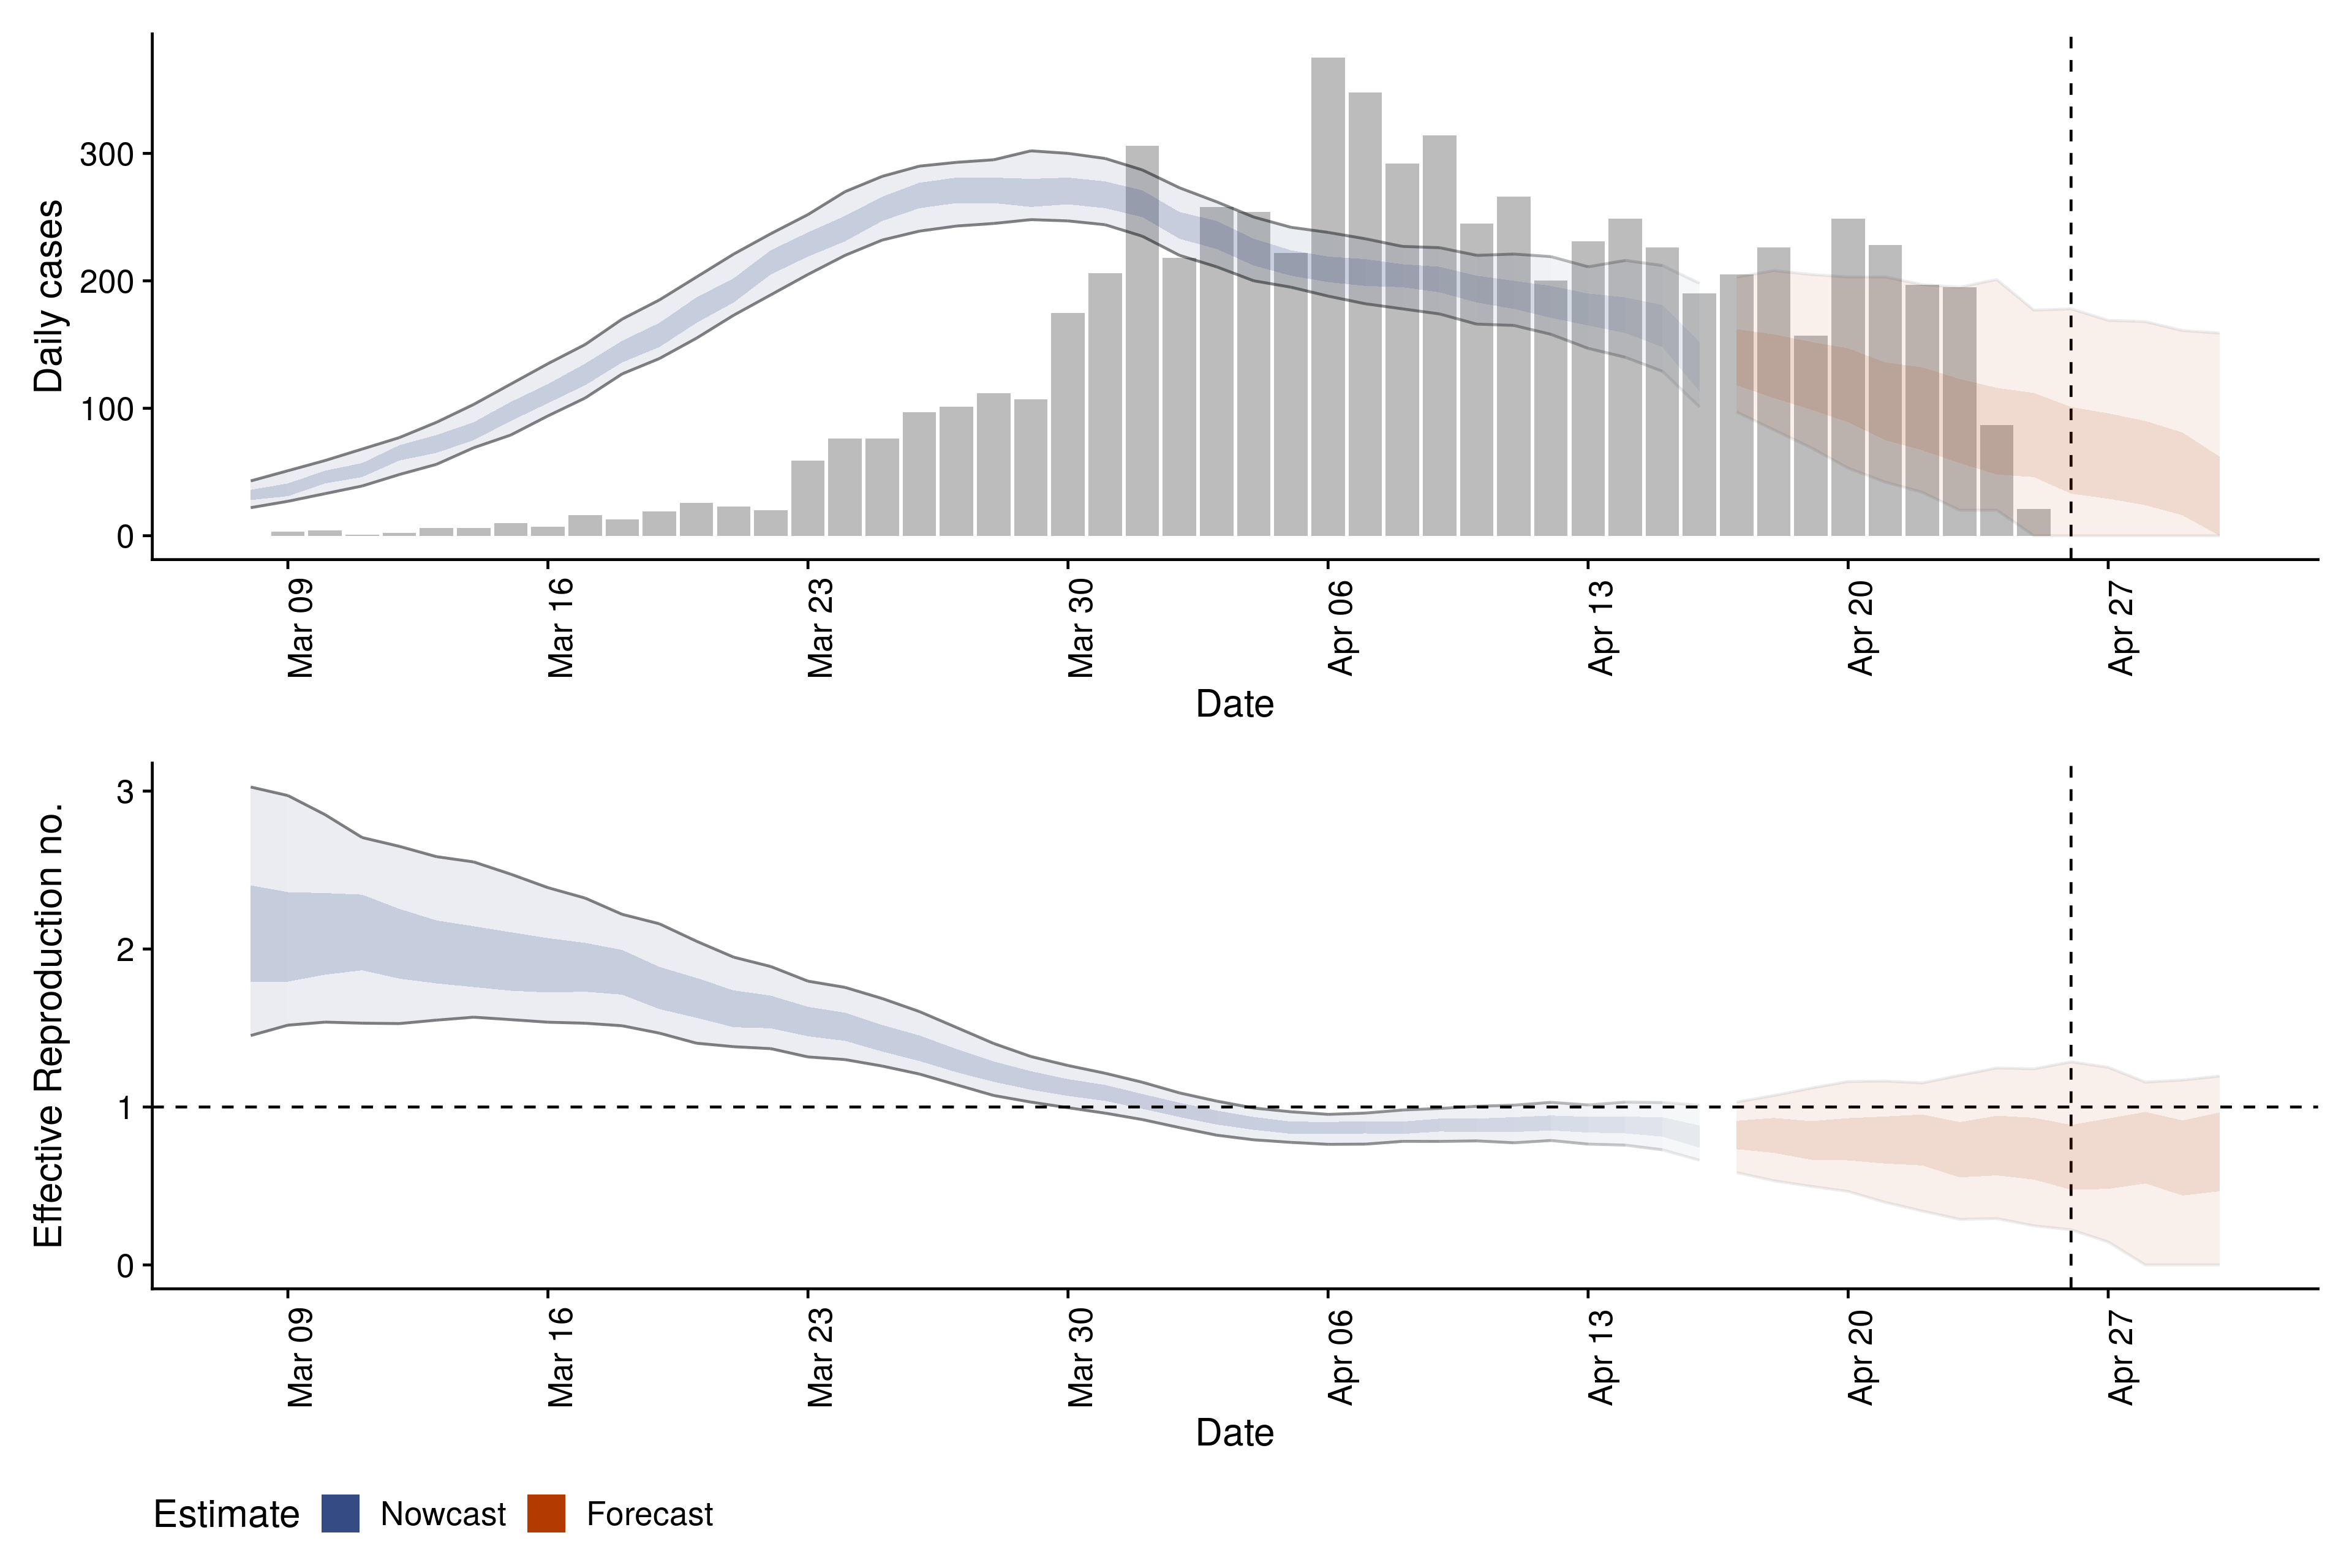 Daily cases
300
200
100
0
Mar 09
Mar 16
Mar 23
Mar 30
Apr 06
Apr 13
Apr 20
Apr 27
Date
Effective Reproduction no.
3
2
1
0
Mar 09
Mar 16
Mar 23
Mar 30
Apr 06
Apr 13
Apr 20
Apr 27
Date
Estimate Nowcast Forecast